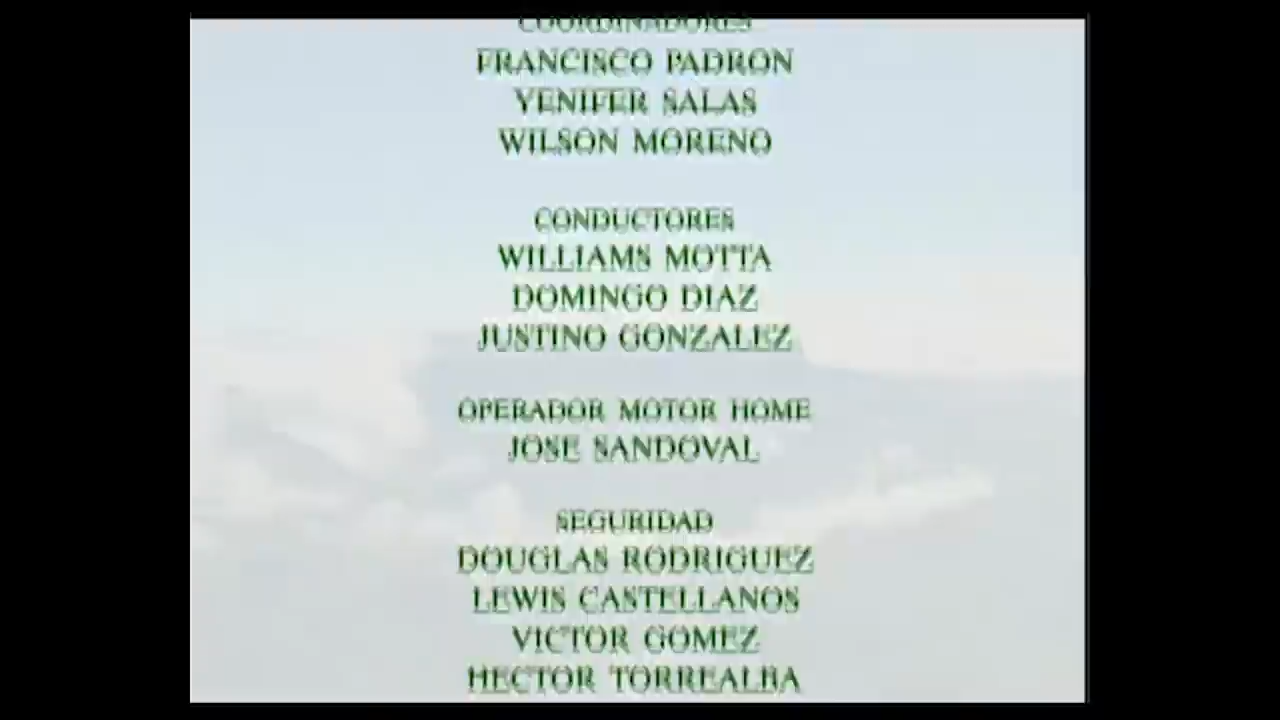 COORDINADORES
FRANCISCO PADRON
YENIFER SALAS
WILSON MORENO
CONDUCTORES
WILLIAMS MOTTA
DOMINGO DIAZ
JUSTINO GONZALEZ
OPERADOR MOTOR HOME
JOSE SANDOVAL
SEGURIDAD
DOUGLAS RODRIGUEZ
LEWIS CASTELLANOS
VICTOR GOMEZ
HECTOR TORREALBA